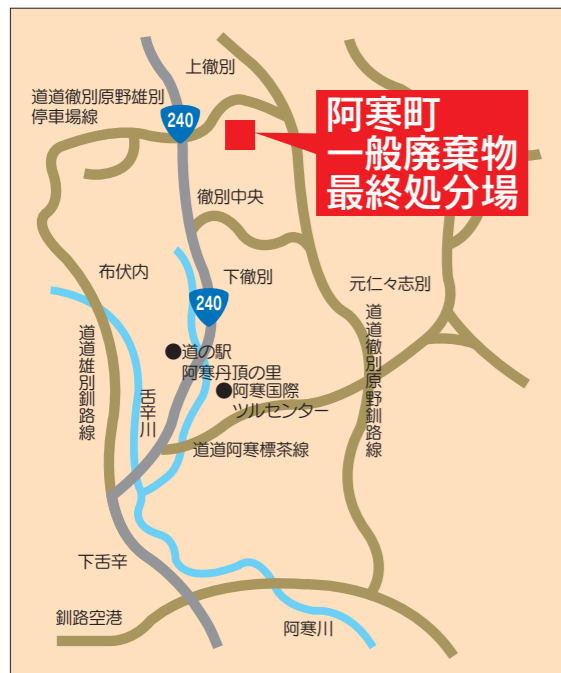 上徹別
道道徹別原野雄別
停車場線
240
阿寒町
一般廃棄物
最終処分場
徹別中央
布伏内
下徹別
元仁々志別
240
道道雄別釧路線
舌辛川
道の駅
阿寒丹頂の里
阿寒国際
ツルセンター
道道徹別原野釧路線
道道阿寒標茶線
下舌辛
釧路空港
阿寒川